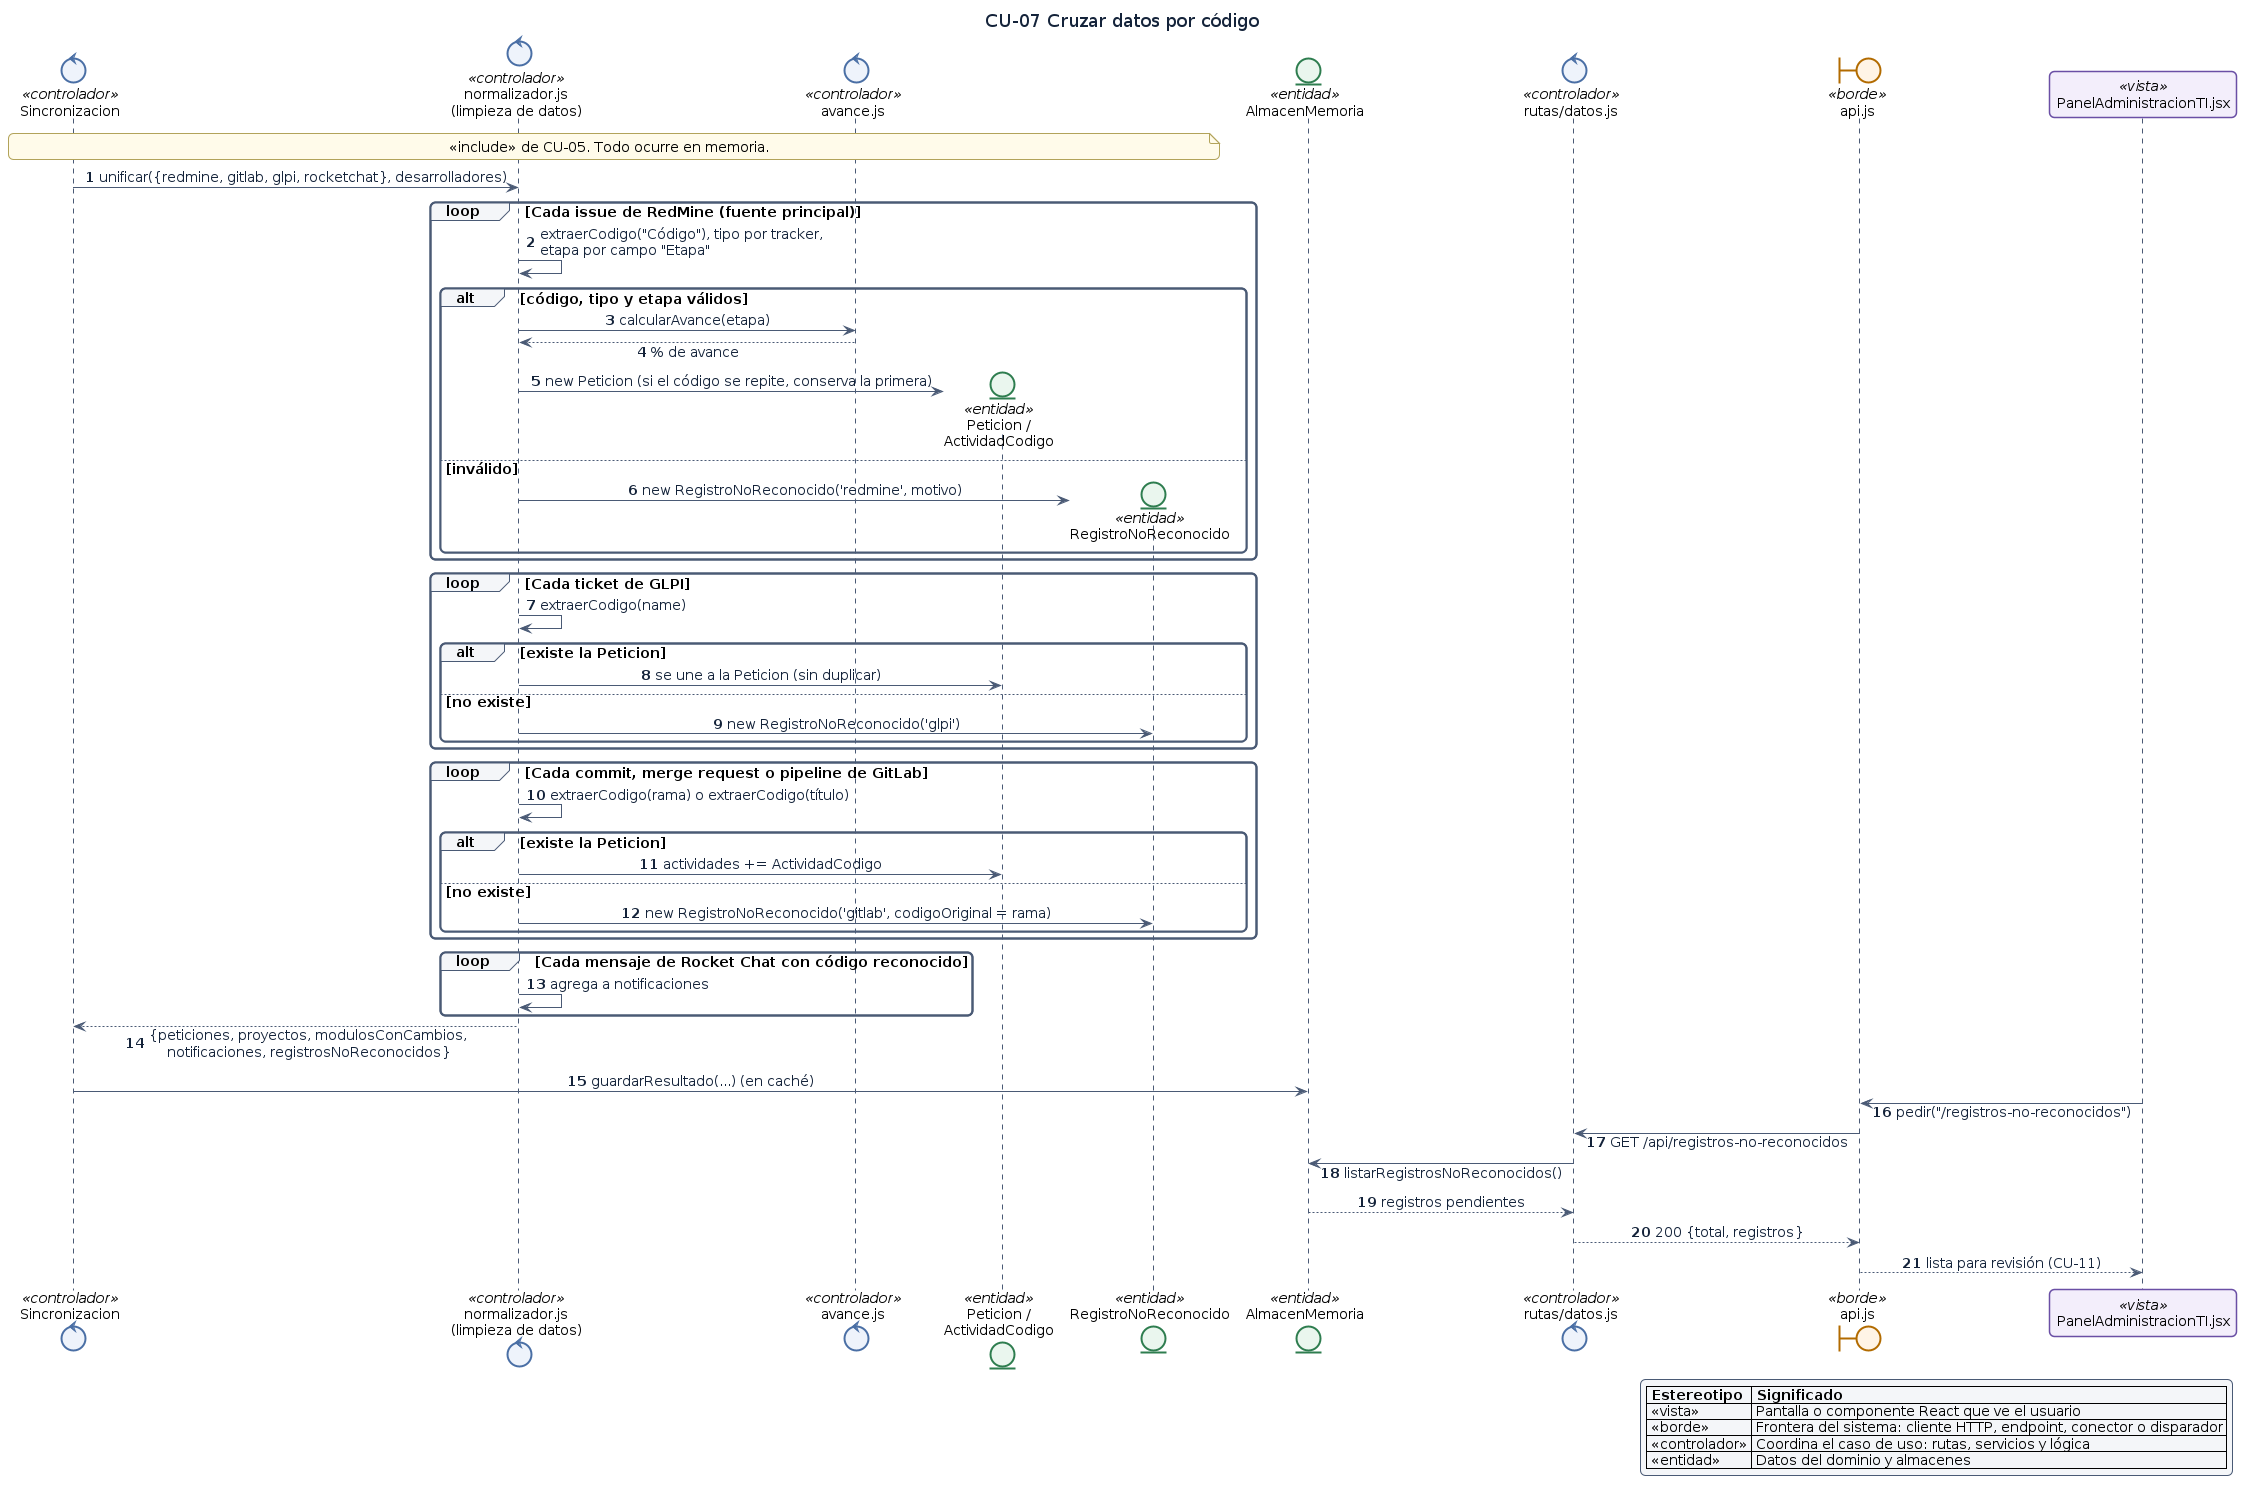 CU-07 Cruzar datos por código
«controlador»
Sincronizacion
«controlador»
normalizador.js
(limpieza de datos)
«controlador»
avance.js
«entidad»
AlmacenMemoria
«controlador»
rutas/datos.js
«borde»
api.js
«vista»
PanelAdministracionTI.jsx
«include» de CU-05. Todo ocurre en memoria.
1 unificar({redmine, gitlab, glpi, rocketchat}, desarrolladores)
loop [Cada issue de RedMine (fuente principal)]
2 extraerCodigo("Código"), tipo por tracker,
etapa por campo "Etapa"
alt [código, tipo y etapa válidos]
3 calcularAvance(etapa)
4 % de avance
5 new Peticion (si el código se repite, conserva la primera)
«entidad»
Peticion /
ActividadCodigo
[inválido]
6 new RegistroNoReconocido('redmine', motivo)
«entidad»
RegistroNoReconocido
loop [Cada ticket de GLPI]
7 extraerCodigo(name)
alt [existe la Peticion]
8 se une a la Peticion (sin duplicar)
[no existe]
9 new RegistroNoReconocido('glpi')
loop [Cada commit, merge request o pipeline de GitLab]
10 extraerCodigo(rama) o extraerCodigo(título)
alt [existe la Peticion]
11 actividades += ActividadCodigo
[no existe]
12 new RegistroNoReconocido('gitlab', codigoOriginal = rama)
loop [Cada mensaje de Rocket Chat con código reconocido]
13 agrega a notificaciones
14 {peticiones, proyectos, modulosConCambios,
notificaciones, registrosNoReconocidos}
15 guardarResultado(...) (en caché)
16 pedir("/registros-no-reconocidos")
17 GET /api/registros-no-reconocidos
18 listarRegistrosNoReconocidos()
19 registros pendientes
20 200 {total, registros}
21 lista para revisión (CU-11)
«controlador»
Sincronizacion
«controlador»
normalizador.js
(limpieza de datos)
«controlador»
avance.js
«entidad»
Peticion /
ActividadCodigo
«entidad»
RegistroNoReconocido
«entidad»
AlmacenMemoria
«controlador»
rutas/datos.js
«borde»
api.js
«vista»
PanelAdministracionTI.jsx
Estereotipo Significado
«vista» Pantalla o componente React que ve el usuario
«borde» Frontera del sistema: cliente HTTP, endpoint, conector o disparador
«controlador» Coordina el caso de uso: rutas, servicios y lógica
«entidad» Datos del dominio y almacenes